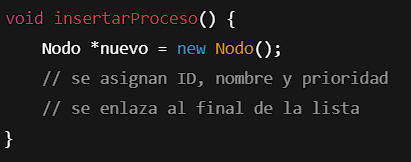 void insertarProceso() {
    Nodo *nuevo = new Nodo();
    // se asignan ID, nombre y prioridad
    // se enlaza al final de la lista
}